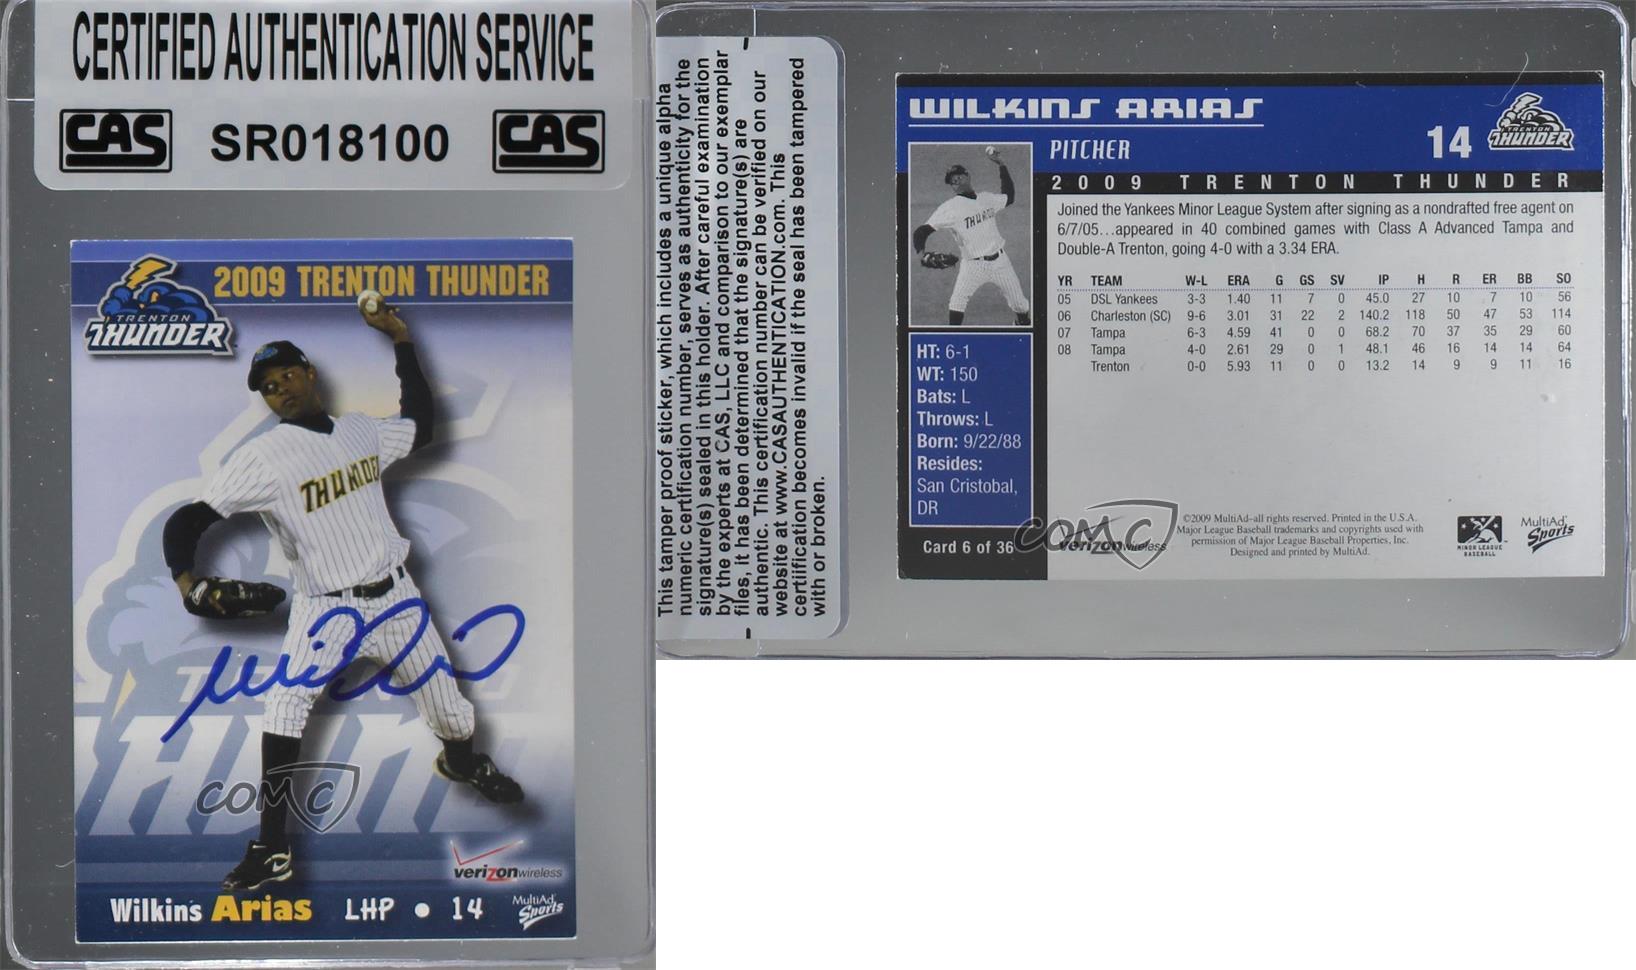 CERTIFIED AUTHENTICATION SERVICE
CAS SR018100 CAS
2009 TRENTON THUNDER
TRENTON
THUNDER
THUNDE
COMC
verizonwireless
Wilkins Arias LHP • 14
MultiAd
Sports
This tamper proof sticker, which includes a unique alpha
numeric certification number, serves as authenticity for the
signature(s) sealed in this holder. After careful examination
by the experts at CAS, LLC and comparison to our exemplar
files, it has been determined that the signature(s) are
authentic. This certification number can be verified on our
website at www.CASAUTHENTICATION.com. This
certification becomes invalid if the seal has been tampered
with or broken.
WILKINS ARIAS
PITCHER
14
TRENTON
THUNDER
2009 TRENTON THUNDER
Joined the Yankees Minor League System after signing as a nondrafted free agent on
6/7/05...appeared in 40 combined games with Class A Advanced Tampa and
Double-A Trenton, going 4-0 with a 3.34 ERA.
YR TEAM W-L ERA G GS SV IP H R ER BB SO
05 DSL Yankees 3-3 1.40 11 7 0 45.0 27 10 7 10 56
06 Charleston (SC) 9-6 3.01 31 22 2 140.2 118 50 47 53 114
07 Tampa 6-3 4.59 41 0 0 68.2 70 37 35 29 60
08 Tampa 4-0 2.61 29 0 1 48.1 46 16 14 14 64
Trenton 0-0 5.93 11 0 0 13.2 14 9 9 11 16
HT: 6-1
WT: 150
Bats: L
Throws: L
Born: 9/22/88
Resides:
San Cristobal,
DR
Card 6 of 36
COMC
verizonwireless
©2009 MultiAd–all rights reserved. Printed in the U.S.A.
Major League Baseball trademarks and copyrights used with
permission of Major League Baseball Properties, Inc.
Designed and printed by MultiAd.
MINOR LEAGUE
BASEBALL
MultiAd
Sports